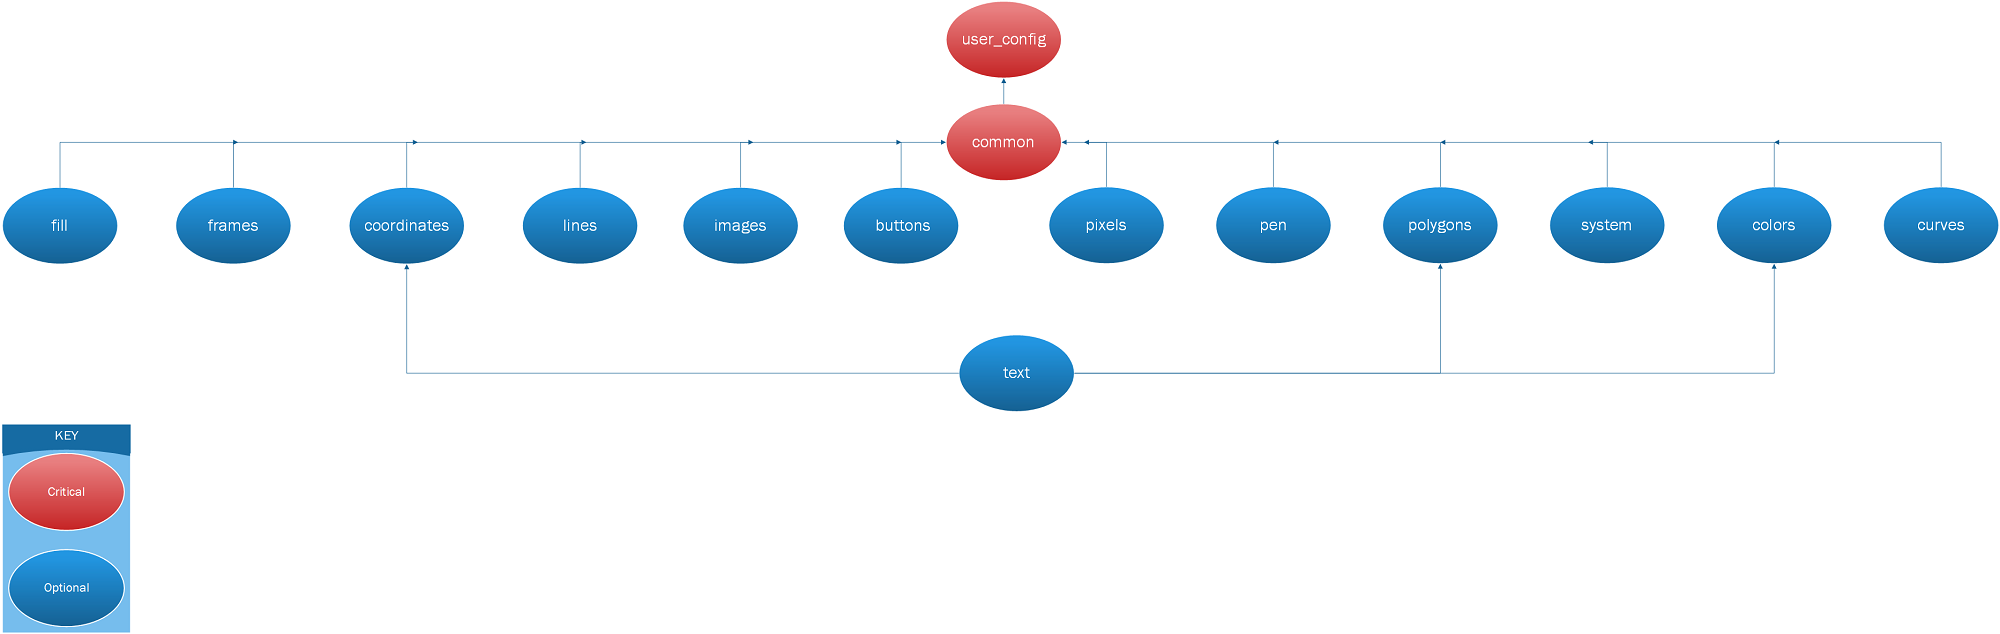 user_config
common
fill
frames
coordinates
lines
images
buttons
pixels
pen
polygons
system
colors
curves
text
KEY
Critical
Optional